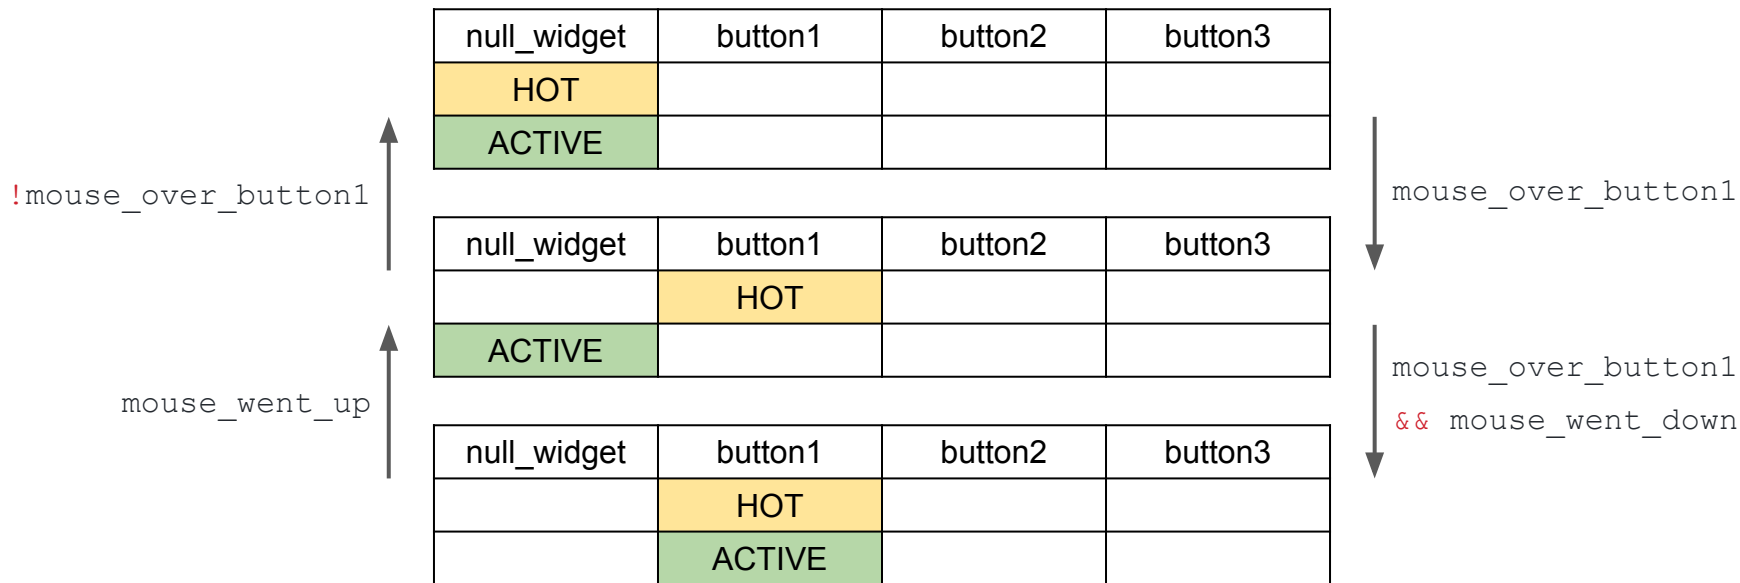 null_widget button1 button2 button3
HOT
ACTIVE
!mouse_over_button1
mouse_over_button1
null_widget button1 button2 button3
HOT
ACTIVE
mouse_went_up
mouse_over_button1
&& mouse_went_down
null_widget button1 button2 button3
HOT
ACTIVE